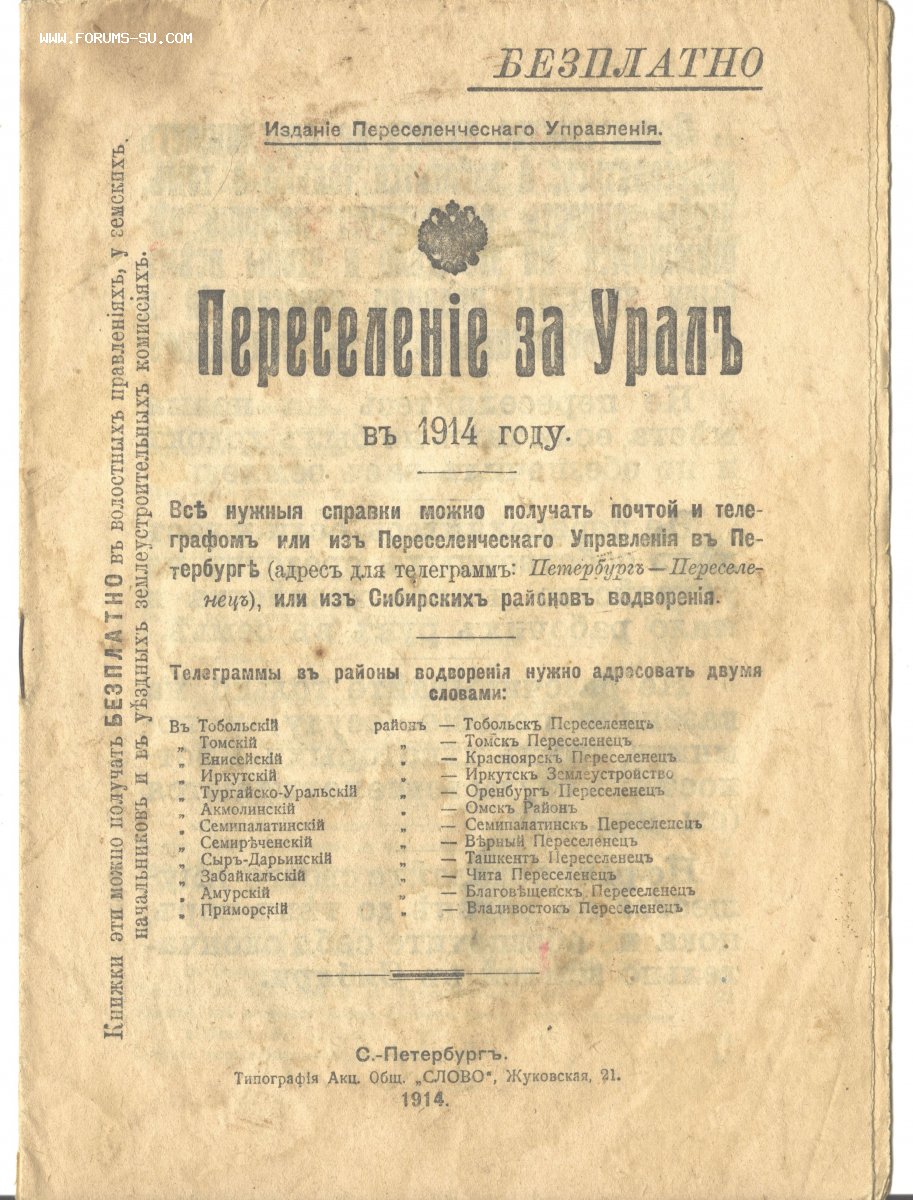 WWW.FORUMS-SU.COM
БЕЗПЛАТНО
Изданіе Переселенческаго Управленія.
Переселеніе за Уралъ
въ 1914 году.
Всѣ нужныя справки можно получать почтой и теле-
графомъ или изъ Переселенческаго Управленія въ Пе-
тербургѣ (адресъ для телеграммъ: Петербургъ — Переселе-
нецъ), или изъ Сибирскихъ районовъ водворенія.
Телеграммы въ районы водворенія нужно адресовать двумя
словами:
Въ Тобольскій районъ — Тобольскъ Переселенецъ
„ Томскій „ — Томскъ Переселенецъ
„ Енисейскій „ — Красноярскъ Переселенецъ
„ Иркутскій „ — Иркутскъ Землеустройство
„ Тургайско-Уральскій „ — Оренбургъ Переселенецъ
„ Акмолинскій „ — Омскъ Районъ
„ Семипалатинскій „ — Семипалатинскъ Переселенецъ
„ Семирѣченскій „ — Вѣрный Переселенецъ
„ Сыръ-Дарьинскій „ — Ташкентъ Переселенецъ
„ Забайкальскій „ — Чита Переселенецъ
„ Амурскій „ — Благовѣщенскъ Переселенецъ
„ Приморскій „ — Владивостокъ Переселенецъ
С.-Петербургъ.
Типографія Акц. Общ. „СЛОВО“, Жуковская, 21.
1914.
Книжки эти можно получать БЕЗПЛАТНО въ волостныхъ правленіяхъ, у земскихъ
начальниковъ и въ уѣздныхъ землеустроительныхъ комиссіяхъ.